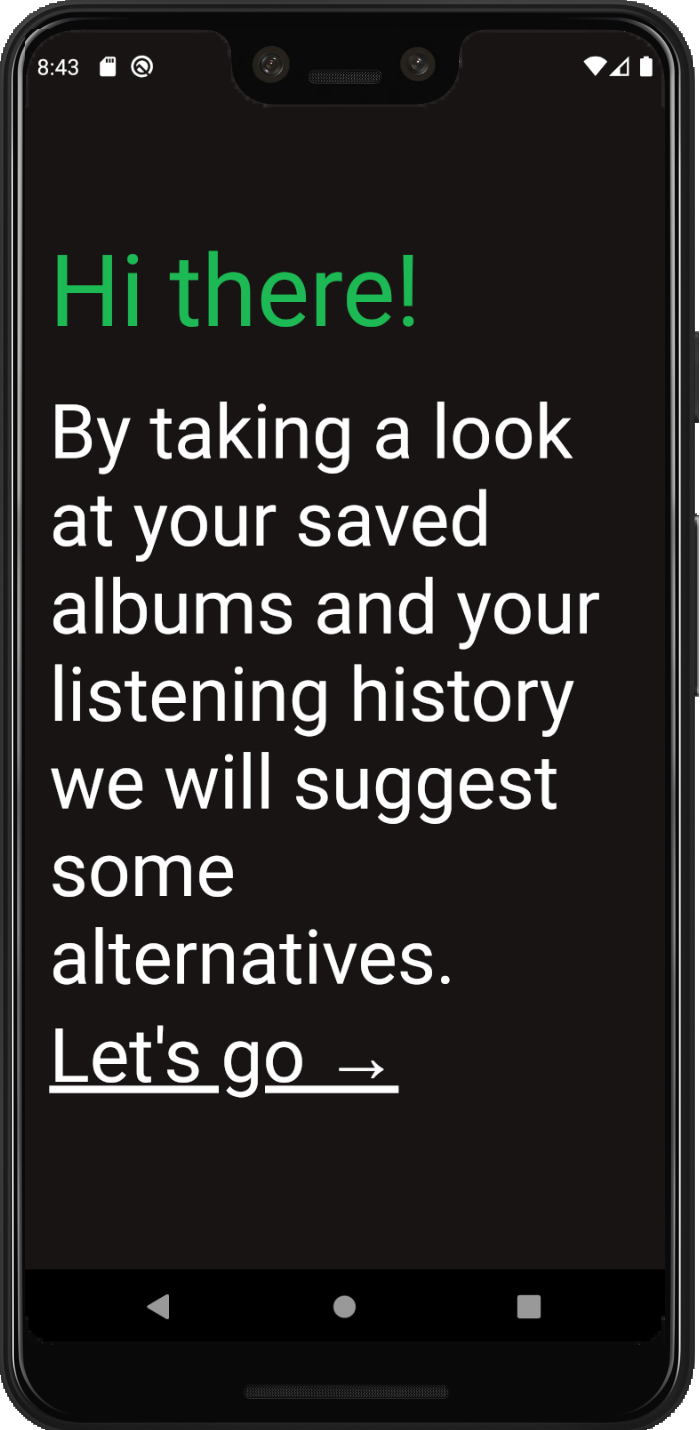 8:43
Hi there!
By taking a look
at your saved
albums and your
listening history
we will suggest
some
alternatives.
Let's go →